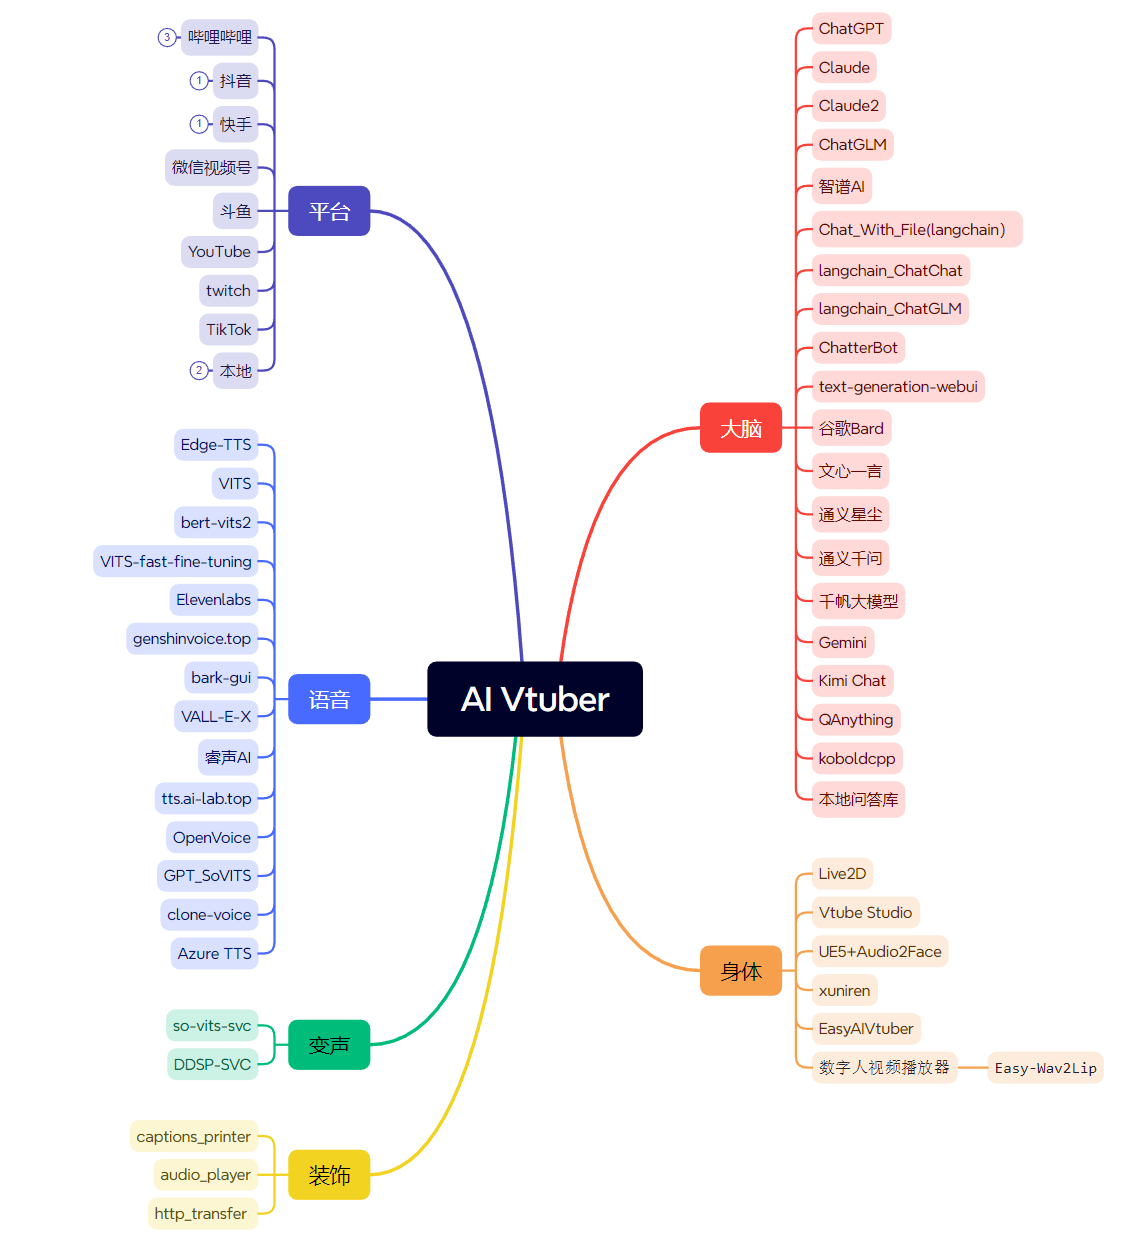 AI Vtuber
平台
3
哔哩哔哩
1
抖音
1
快手
微信视频号
斗鱼
YouTube
twitch
TikTok
2
本地
语音
Edge-TTS
VITS
bert-vits2
VITS-fast-fine-tuning
Elevenlabs
genshinvoice.top
bark-gui
VALL-E-X
睿声AI
tts.ai-lab.top
OpenVoice
GPT_SoVITS
clone-voice
Azure TTS
变声
so-vits-svc
DDSP-SVC
装饰
captions_printer
audio_player
http_transfer
大脑
ChatGPT
Claude
Claude2
ChatGLM
智谱AI
Chat_With_File(langchain）
langchain_ChatChat
langchain_ChatGLM
ChatterBot
text-generation-webui
谷歌Bard
文心一言
通义星尘
通义千问
千帆大模型
Gemini
Kimi Chat
QAnything
koboldcpp
本地问答库
身体
Live2D
Vtube Studio
UE5+Audio2Face
xuniren
EasyAIVtuber
数字人视频播放器
Easy-Wav2Lip